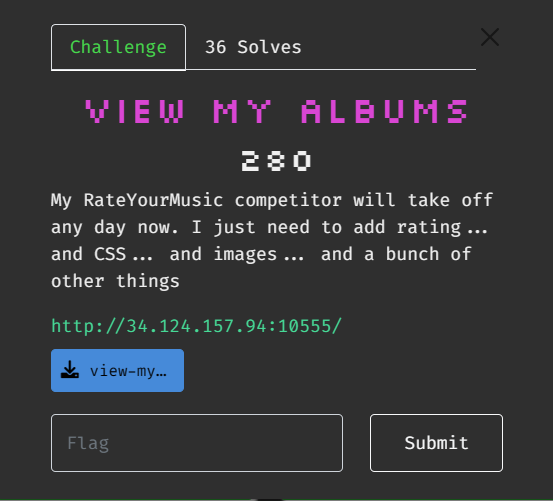 Challenge
36 Solves
VIEW MY ALBUMS
280
My RateYourMusic competitor will take off
any day now. I just need to add rating...
and CSS... and images... and a bunch of
other things
http://34.124.157.94:10555/
view-my…
Flag
Submit